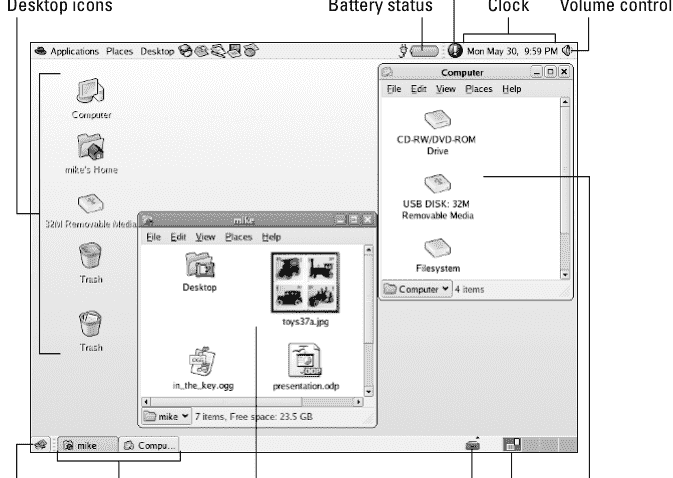 Desktop icons Battery status Clock Volume control
Applications Places Desktop Mon May 30, 9:59 PM
Computer
File Edit View Places Help
CD-RW/DVD-ROM
Drive
USB DISK: 32M
Removable Media
Filesystem
Computer 4 items
Computer
mike's Home
32M Removable Media
Trash
Trash
mike
File Edit View Places Help
Desktop
toys37a.jpg
in_the_key.ogg
presentation.odp
mike 7 items, Free space: 23.5 GB
mike Compu...